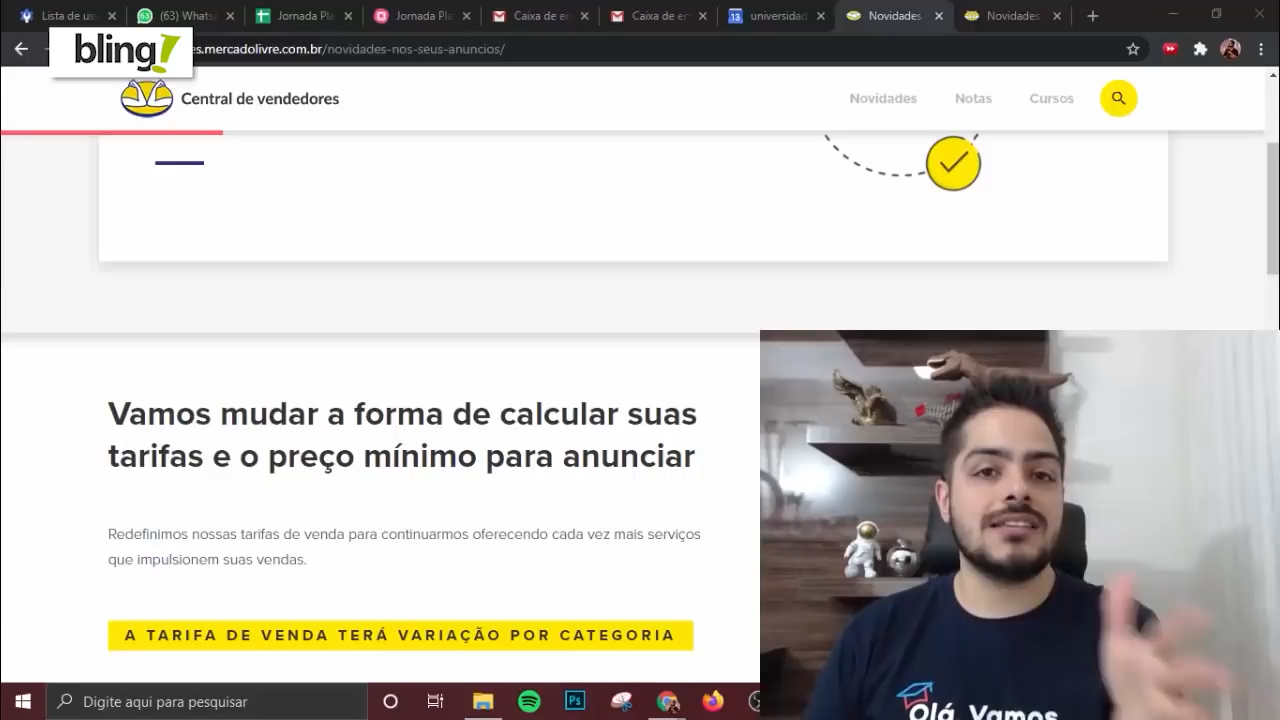 Lista de us
(63) Whats
Jornada Pla
Jornada Pla
Caixa de en
Caixa de en
13
universidad
Novidades
Novidades
bling!
es.mercadolivre.com.br/novidades-nos-seus-anuncios/
Central de vendedores
Novidades
Notas
Cursos
Vamos mudar a forma de calcular suas
tarifas e o preço mínimo para anunciar
Redefinimos nossas tarifas de venda para continuarmos oferecendo cada vez mais serviços
que impulsionem suas vendas.
A TARIFA DE VENDA TERÁ VARIAÇÃO POR CATEGORIA
Digite aqui para pesquisar
Ps
Olá, Vamos